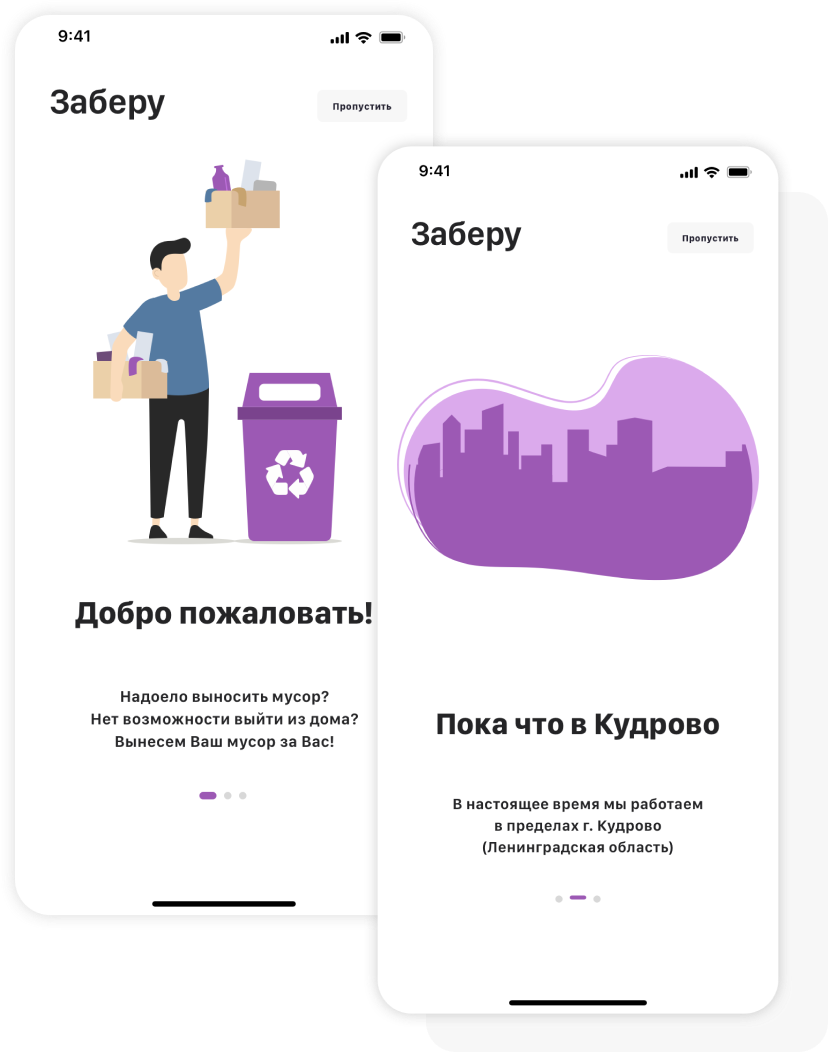 9:41
Заберу
Пропустить
Добро пожаловать!
Надоело выносить мусор?
Нет возможности выйти из дома?
Вынесем Ваш мусор за Вас!
9:41
Заберу
Пропустить
Пока что в Кудрово
В настоящее время мы работаем
в пределах г. Кудрово
(Ленинградская область)